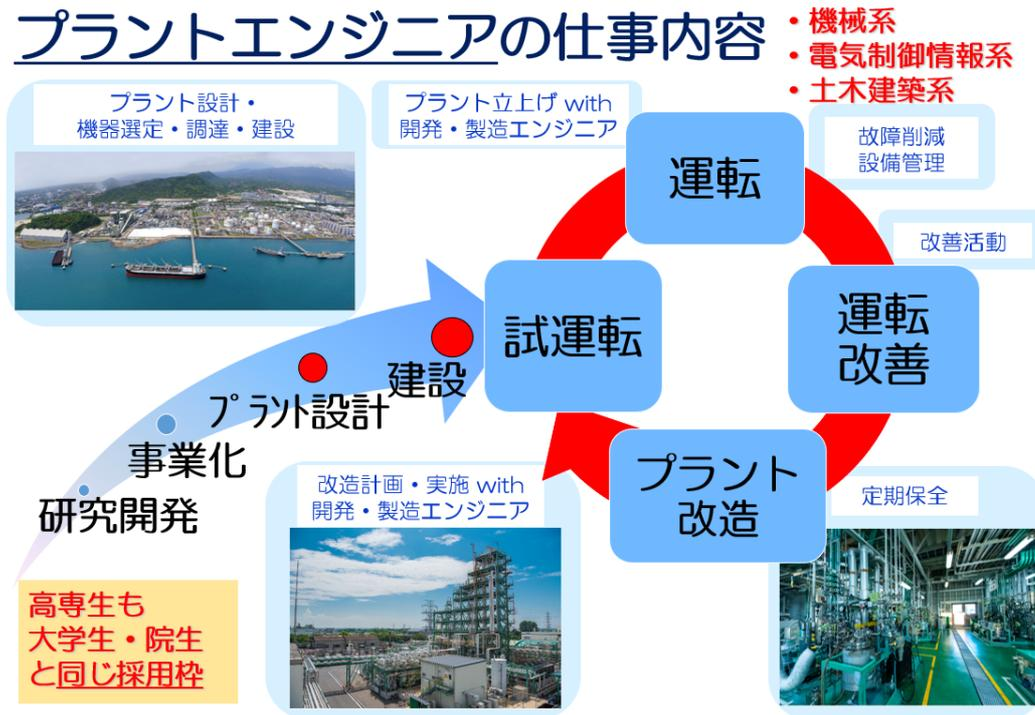 プラントエンジニアの仕事内容
・機械系
・電気制御情報系
・土木建築系
プラント設計・
機器選定・調達・建設
プラント立上げ with
開発・製造エンジニア
故障削減
設備管理
改善活動
運転
運転
改善
プラント
改造
試運転
建設
プラント設計
事業化
研究開発
改造計画・実施 with
開発・製造エンジニア
定期保全
高専生も
大学生・院生
と同じ採用枠